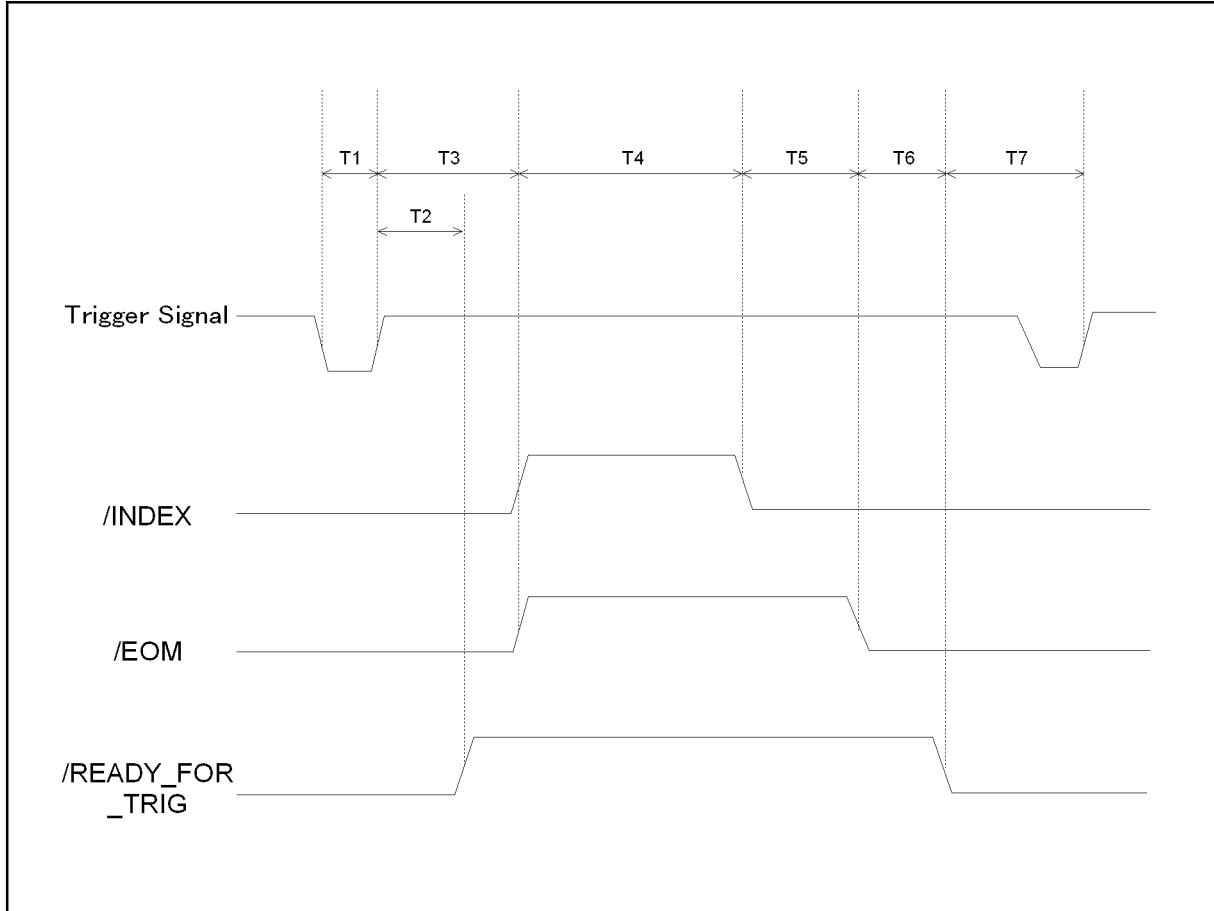 T1
T3
T4
T5
T6
T7
T2
Trigger Signal
/INDEX
/EOM
/READY_FOR
_TRIG